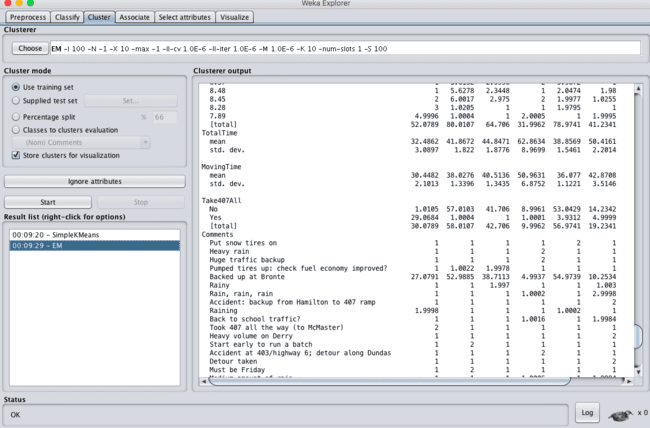 Weka Explorer
Preprocess Classify Cluster Associate Select attributes Visualize
Clusterer
Choose EM -I 100 -N -1 -X 10 -max -1 -ll-cv 1.0E-6 -ll-iter 1.0E-6 -M 1.0E-6 -K 10 -num-slots 1 -S 100
Cluster mode
Use training set
Supplied test set Set...
Percentage split % 66
Classes to clusters evaluation
(Nom) Comments
Store clusters for visualization
Ignore attributes
Start Stop
Result list (right-click for options)
00:09:20 - SimpleKMeans
00:09:29 - EM
Clusterer output
8.48 1 5.6278 2.3448 1 2.0474 1.98
8.45 2 6.0017 2.975 2 1.9977 1.0255
8.28 3 1.0205 1 1 1 1.9795
7.89 4.9996 1.0004 1 2.0005 1 1.9995
[total] 52.0789 80.0107 64.706 31.9962 78.9741 41.2341
TotalTime
mean 32.4862 41.8672 44.8471 62.8634 38.8569 50.4161
std. dev. 3.0897 1.822 1.8776 8.9699 1.5461 2.2014
MovingTime
mean 30.4482 38.0276 40.5136 50.9631 36.077 42.8708
std. dev. 2.1013 1.3396 1.3435 6.8752 1.1221 3.5146
Take407All
No 1.0105 57.0103 41.706 8.9961 53.0429 14.2342
Yes 29.0684 1.0004 1 1.0001 3.9312 4.9999
[total] 30.0789 58.0107 42.706 9.9962 56.9741 19.2341
Comments
Put snow tires on 1 1 1 1 2 1
Heavy rain 1 1 1 2 1 1
Huge traffic backup 1 1 1 2 1 1
Pumped tires up: check fuel economy improved? 1 1.0022 1.9978 1 1 1
Backed up at Bronte 27.0791 52.9885 38.7113 4.9937 54.9739 10.2534
Rainy 1 1 1.997 1 1 1.003
Rain, rain, rain 1 1 1 1.0002 1 2.9998
Accident: backup from Hamilton to 407 ramp 1 1 1 1 1 2
Raining 1.9998 1 1 1 1.0002 1
Back to school traffic? 1 1 1 1.0016 1 1.9984
Took 407 all the way (to McMaster) 2 1 1 1 1 1
Heavy volume on Derry 1 1 1 1 1 2
Start early to run a batch 1 2 1 1 1 1
Accident at 403/highway 6; detour along Dundas 1 1 1 2 1 1
Detour taken 1 1 1 1 1 2
Must be Friday 1 2 1 1 1 1
Status
OK
Log x 0